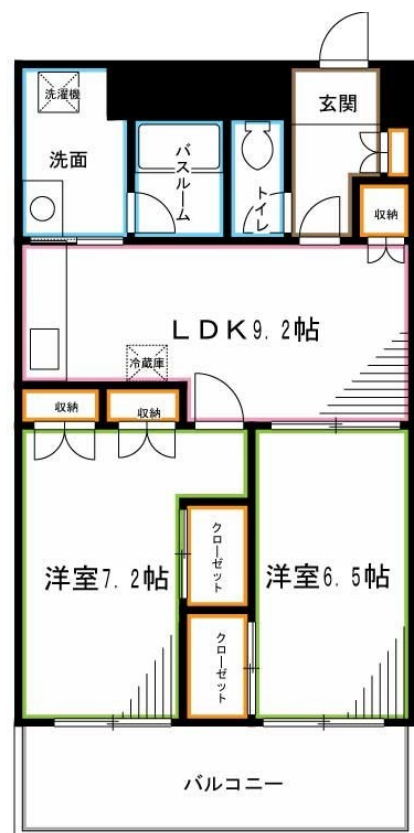 洗濯機
玄関
洗面
バスルーム
トイレ
収納
LDK9.2帖
冷蔵庫
収納
収納
クローゼット
洋室7.2帖
洋室6.5帖
クローゼット
バルコニー